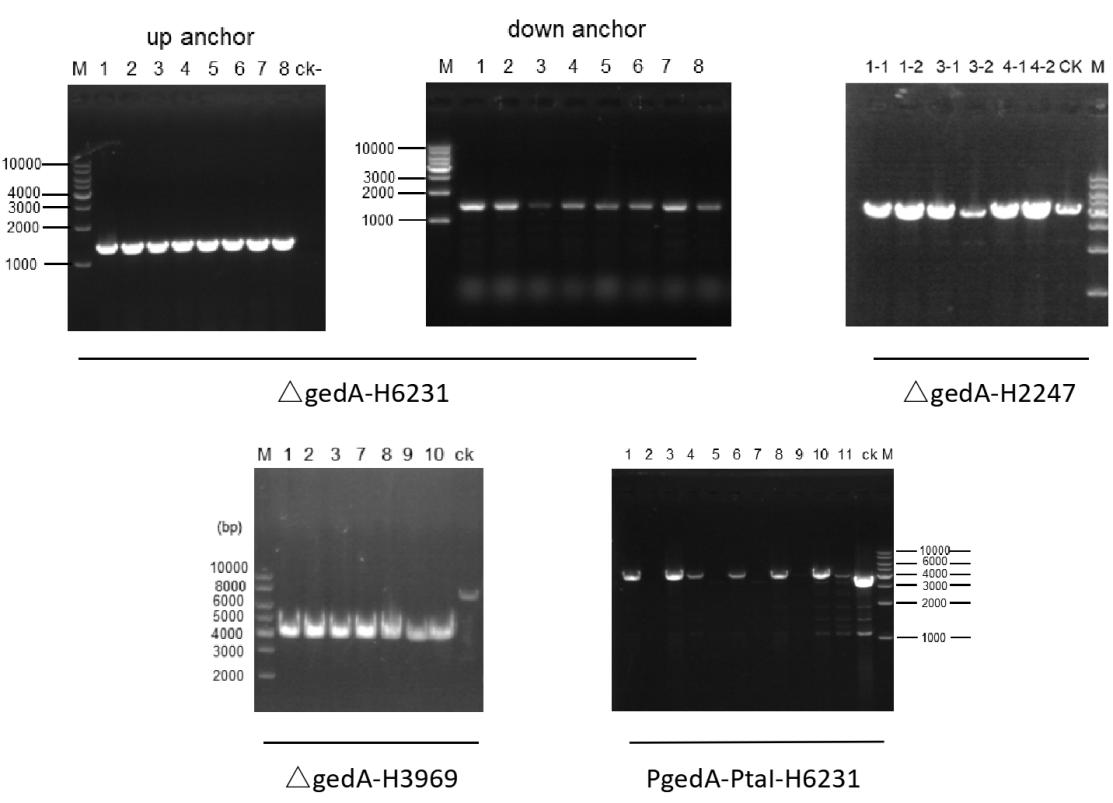 up anchor
M 1 2 3 4 5 6 7 8 ck-
10000
4000
3000
2000
1000
down anchor
M 1 2 3 4 5 6 7 8
10000
3000
2000
1000
△gedA-H6231
1-1 1-2 3-1 3-2 4-1 4-2 CK M
△gedA-H2247
M 1 2 3 7 8 9 10 ck
(bp)
10000
8000
6000
5000
4000
3000
2000
△gedA-H3969
1 2 3 4 5 6 7 8 9 10 11 ck M
10000
6000
4000
3000
2000
1000
PgedA-PtaI-H6231